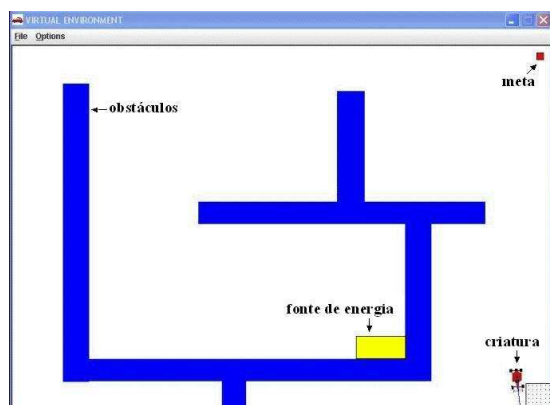 VIRTUAL ENVIRONMENT
File Options
meta
obstáculos
fonte de energia
criatura